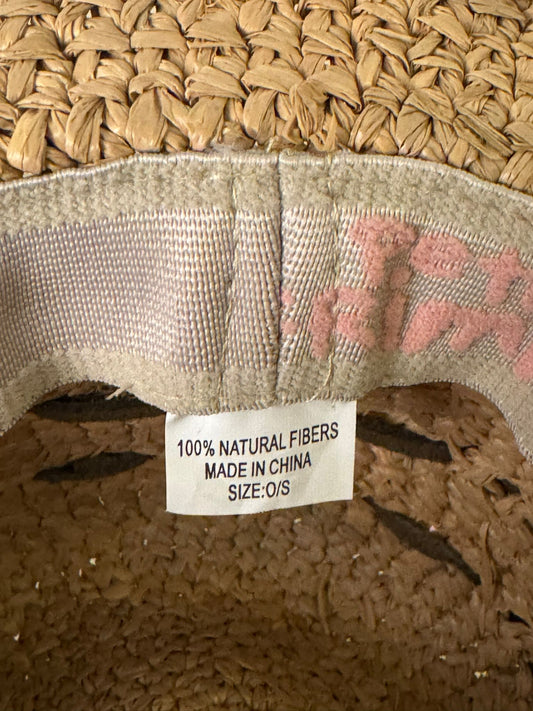 100% NATURAL FIBERS
MADE IN CHINA
SIZE:O/S